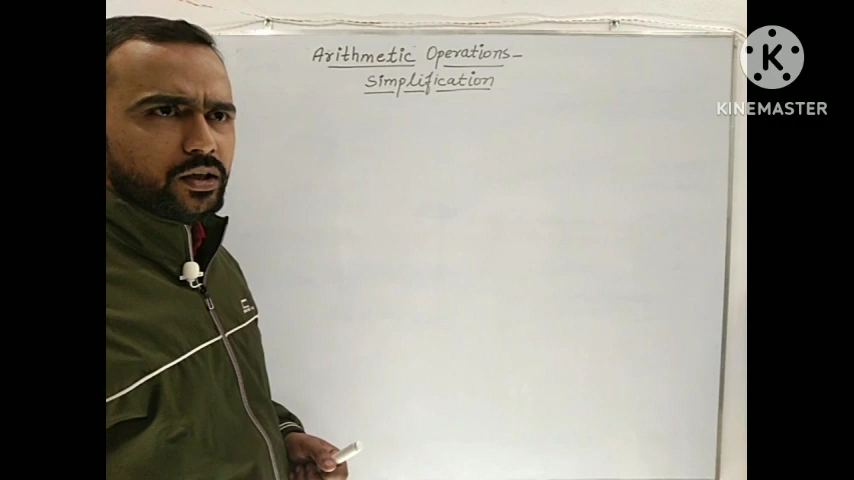 Arithmetic Operations-
Simplification
K
KINEMASTER